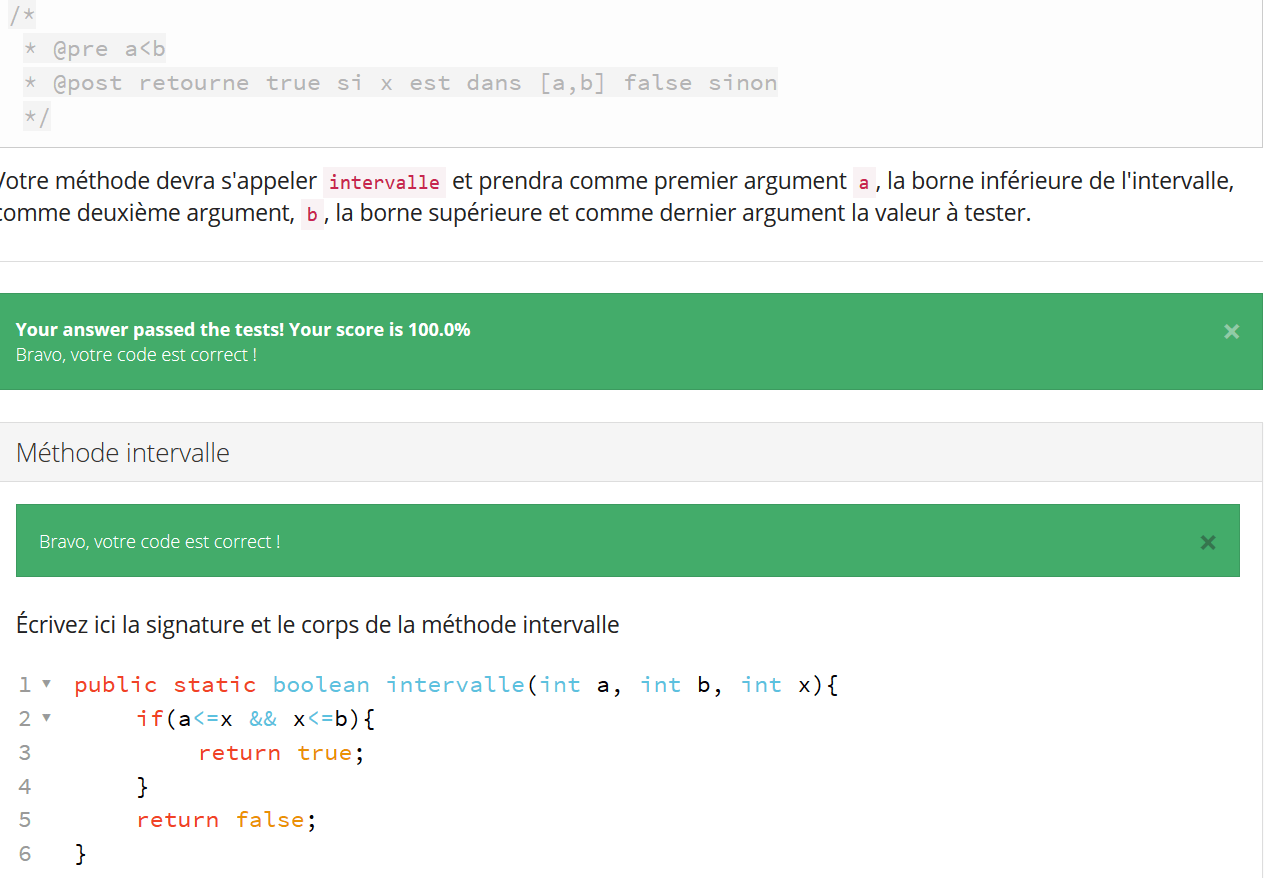 /*
* @pre a<b
* @post retourne true si x est dans [a,b] false sinon
*/
Votre méthode devra s'appeler intervalle et prendra comme premier argument a, la borne inférieure de l'intervalle,
comme deuxième argument, b, la borne supérieure et comme dernier argument la valeur à tester.
Your answer passed the tests! Your score is 100.0%
×
Bravo, votre code est correct !
Méthode intervalle
Bravo, votre code est correct !
×
Écrivez ici la signature et le corps de la méthode intervalle
1 ▾ public static boolean intervalle(int a, int b, int x){
2 ▾ if(a<=x && x<=b){
3 return true;
4 }
5 return false;
6 }